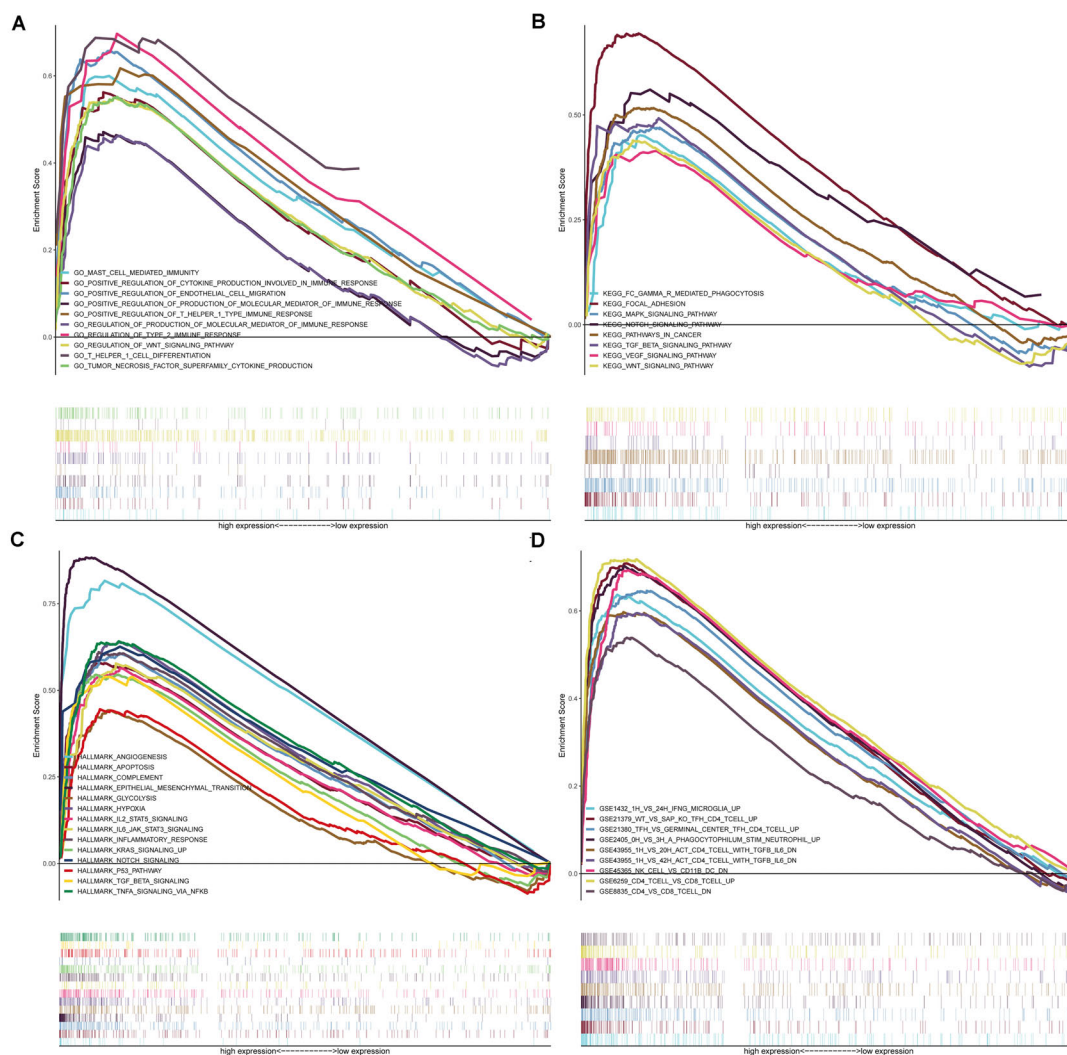 A
0.6
0.4
0.2
0.0
Enrichment Score
GO_MAST_CELL_MEDIATED_IMMUNITY
GO_POSITIVE_REGULATION_OF_CYTOKINE_PRODUCTION_INVOLVED_IN_IMMUNE_RESPONSE
GO_POSITIVE_REGULATION_OF_ENDOTHELIAL_CELL_MIGRATION
GO_POSITIVE_REGULATION_OF_PRODUCTION_OF_MOLECULAR_MEDIATOR_OF_IMMUNE_RESPONSE
GO_POSITIVE_REGULATION_OF_T_HELPER_1_TYPE_IMMUNE_RESPONSE
GO_REGULATION_OF_PRODUCTION_OF_MOLECULAR_MEDIATOR_OF_IMMUNE_RESPONSE
GO_REGULATION_OF_TYPE_2_IMMUNE_RESPONSE
GO_REGULATION_OF_WNT_SIGNALING_PATHWAY
GO_T_HELPER_1_CELL_DIFFERENTIATION
GO_TUMOR_NECROSIS_FACTOR_SUPERFAMILY_CYTOKINE_PRODUCTION
high expression<------------>low expression
B
0.50
0.25
0.00
Enrichment Score
KEGG_FC_GAMMA_R_MEDIATED_PHAGOCYTOSIS
KEGG_FOCAL_ADHESION
KEGG_MAPK_SIGNALING_PATHWAY
KEGG_NOTCH_SIGNALING_PATHWAY
KEGG_PATHWAYS_IN_CANCER
KEGG_TGF_BETA_SIGNALING_PATHWAY
KEGG_VEGF_SIGNALING_PATHWAY
KEGG_WNT_SIGNALING_PATHWAY
high expression<------------>low expression
C
0.75
0.50
0.25
0.00
Enrichment Score
HALLMARK_ANGIOGENESIS
HALLMARK_APOPTOSIS
HALLMARK_COMPLEMENT
HALLMARK_EPITHELIAL_MESENCHYMAL_TRANSITION
HALLMARK_GLYCOLYSIS
HALLMARK_HYPOXIA
HALLMARK_IL2_STAT5_SIGNALING
HALLMARK_IL6_JAK_STAT3_SIGNALING
HALLMARK_INFLAMMATORY_RESPONSE
HALLMARK_KRAS_SIGNALING_UP
HALLMARK_NOTCH_SIGNALING
HALLMARK_P53_PATHWAY
HALLMARK_TGF_BETA_SIGNALING
HALLMARK_TNFA_SIGNALING_VIA_NFKB
high expression<------------>low expression
D
0.6
0.4
0.2
0.0
Enrichment Score
GSE1432_1H_VS_24H_IFNG_MICROGLIA_UP
GSE21379_WT_VS_SAP_KO_TFH_CD4_TCELL_UP
GSE21380_TFH_VS_GERMINAL_CENTER_TFH_CD4_TCELL_UP
GSE2405_0H_VS_3H_A_PHAGOCYTOPHILUM_STIM_NEUTROPHIL_UP
GSE43955_1H_VS_20H_ACT_CD4_TCELL_WITH_TGFB_IL6_DN
GSE43955_1H_VS_42H_ACT_CD4_TCELL_WITH_TGFB_IL6_DN
GSE45365_NK_CELL_VS_CD11B_DC_DN
GSE6259_CD4_TCELL_VS_CD8_TCELL_UP
GSE8835_CD4_VS_CD8_TCELL_DN
high expression<------------>low expression